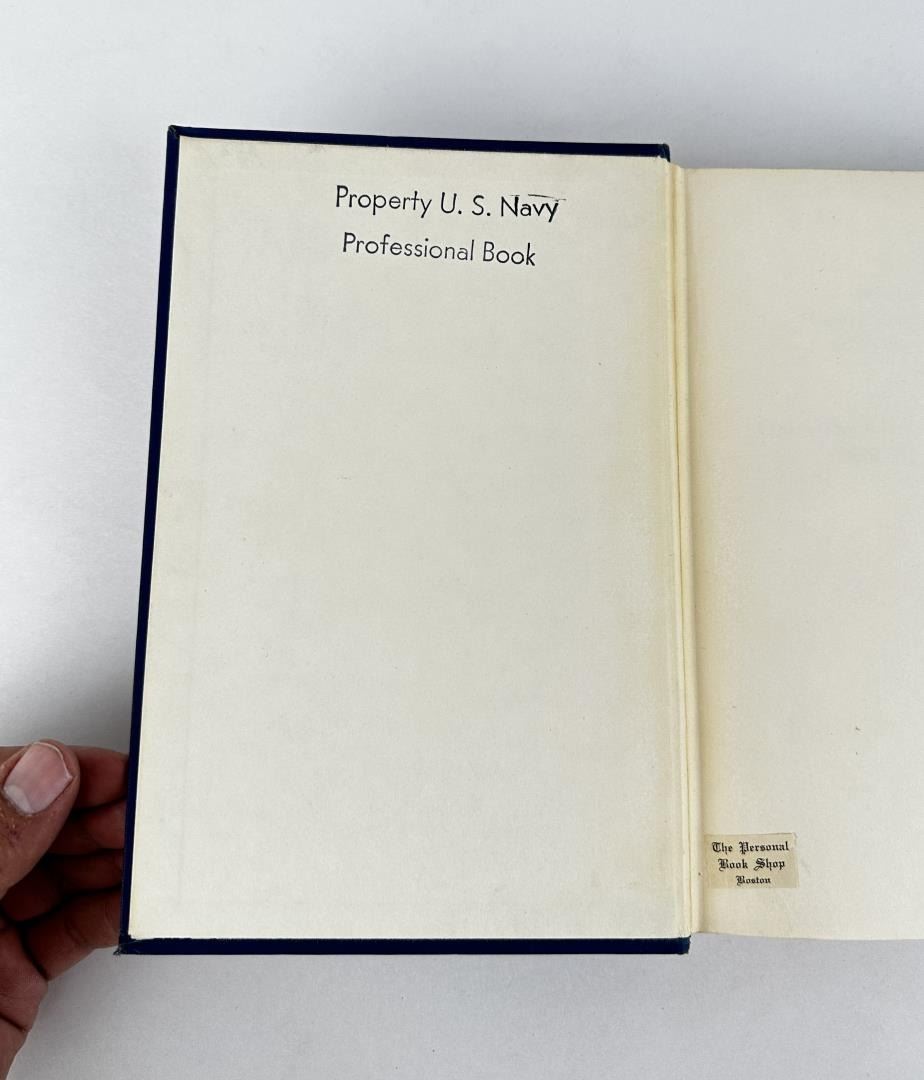 Property U. S. Navy
Professional Book
The Personal
Book Shop
Boston